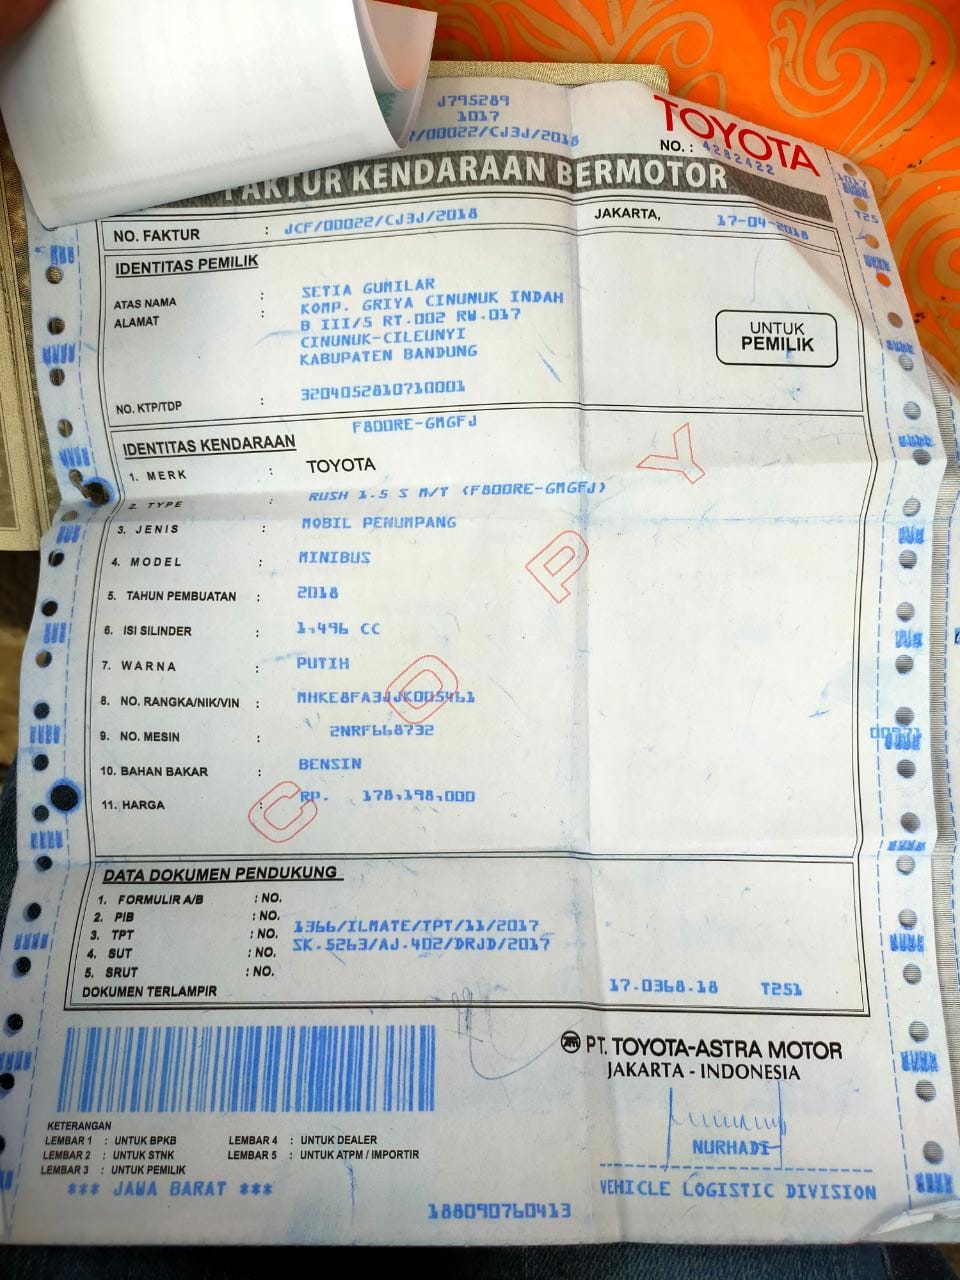 J795289
1017
/00022/CJ3J/2018
TOYOTA
NO. : 4282422
FAKTUR KENDARAAN BERMOTOR
1017
T251
NO. FAKTUR : JCF/00022/CJ3J/2018
JAKARTA, 17-04-2018
IDENTITAS PEMILIK
ATAS NAMA : SETIA GUMILAR
ALAMAT : KOMP. GRIYA CINUNUK INDAH
B III/5 RT.002 RW.017
CINUNUK-CILEUNYI
KABUPATEN BANDUNG
UNTUK
PEMILIK
NO. KTP/TDP : 3204052810710001
F800RE-GMGFJ
IDENTITAS KENDARAAN
1. MERK : TOYOTA
2. TYPE : RUSH 1.5 S M/T (F800RE-GMGFJ)
3. JENIS : MOBIL PENUMPANG
4. MODEL : MINIBUS
5. TAHUN PEMBUATAN : 2018
6. ISI SILINDER : 1,496 CC
7. WARNA : PUTIH
8. NO. RANGKA/NIK/VIN : MHKE8FA3JJK005461
9. NO. MESIN : 2NRF668732
10. BAHAN BAKAR : BENSIN
11. HARGA : RP. 178,198,000
COPY
DATA DOKUMEN PENDUKUNG
1. FORMULIR A/B : NO.
2. PIB : NO.
3. TPT : NO. 1366/ILMATE/TPT/11/2017
4. SUT : NO. SK.5263/AJ.402/DRJD/2017
5. SRUT : NO.
DOKUMEN TERLAMPIR
17.0368.18 T251
PT. TOYOTA-ASTRA MOTOR
JAKARTA - INDONESIA
KETERANGAN
LEMBAR 1 : UNTUK BPKB
LEMBAR 2 : UNTUK STNK
LEMBAR 3 : UNTUK PEMILIK
LEMBAR 4 : UNTUK DEALER
LEMBAR 5 : UNTUK ATPM / IMPORTIR
NURHADI
*** JAWA BARAT ***
VEHICLE LOGISTIC DIVISION
188090760413